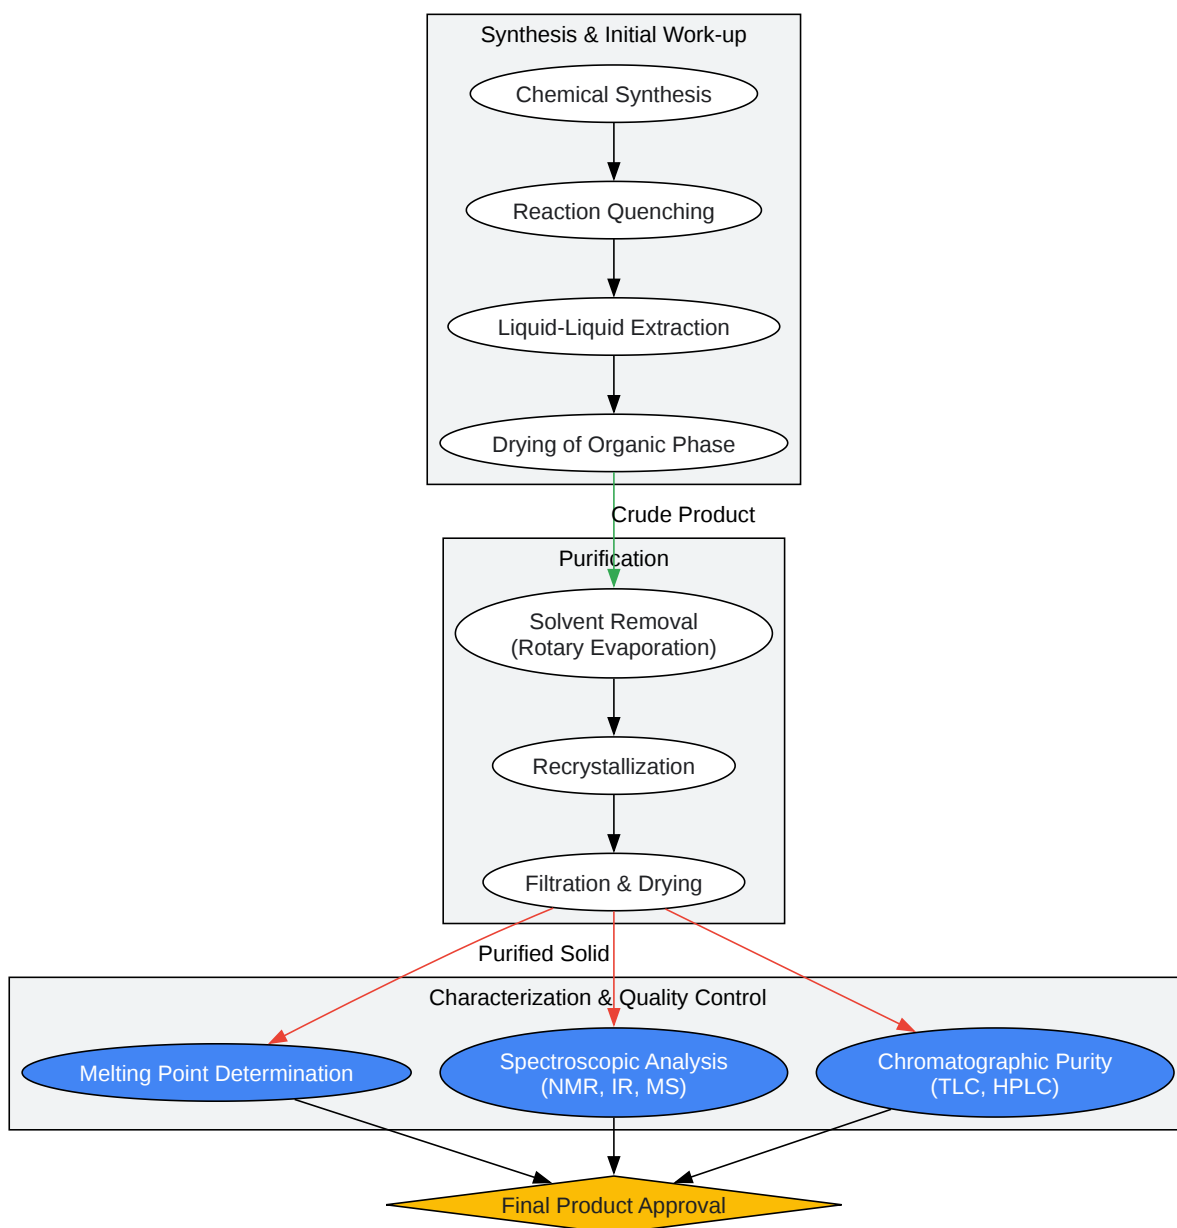 Synthesis & Initial Work-up
Chemical Synthesis
Reaction Quenching
Liquid-Liquid Extraction
Drying of Organic Phase
Crude Product
Purification
Solvent Removal
(Rotary Evaporation)
Recrystallization
Filtration & Drying
Purified Solid
Characterization & Quality Control
Melting Point Determination
Spectroscopic Analysis
(NMR, IR, MS)
Chromatographic Purity
(TLC, HPLC)
Final Product Approval